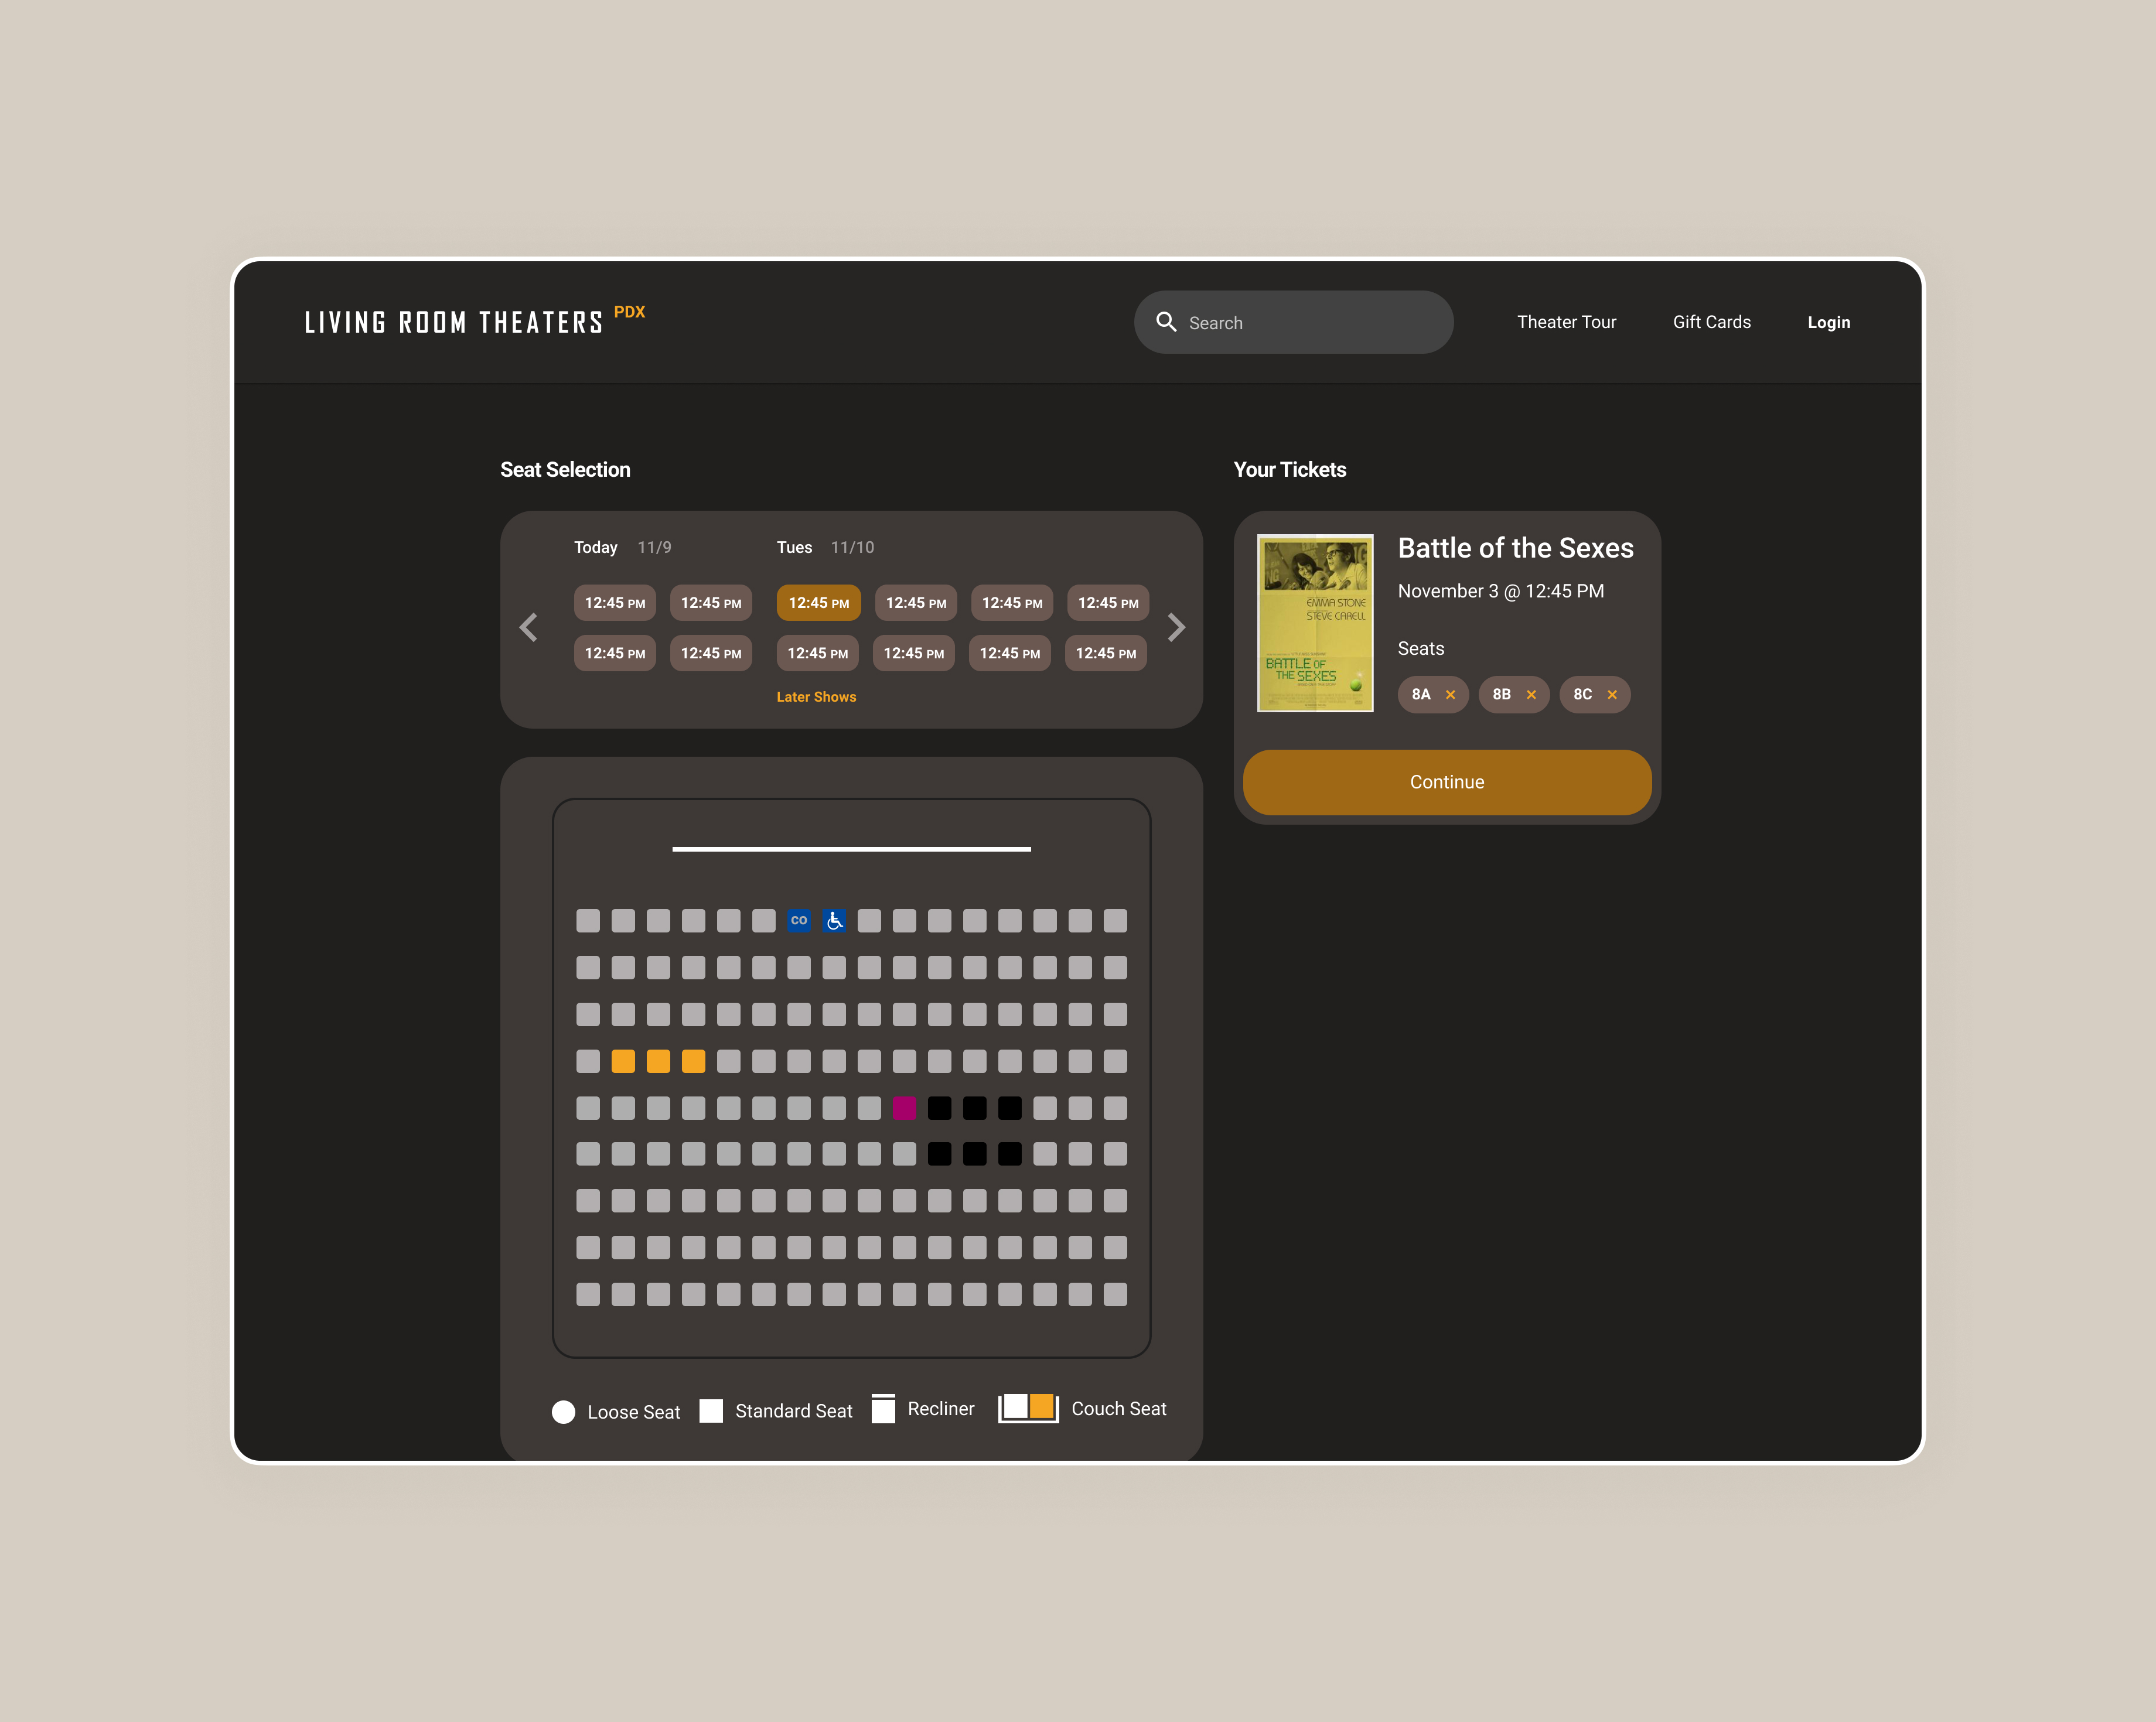 LIVING ROOM THEATERS PDX
Search
Theater Tour
Gift Cards
Login
Seat Selection
Today 11/9
Tues 11/10
12:45 PM 12:45 PM 12:45 PM 12:45 PM 12:45 PM 12:45 PM
12:45 PM 12:45 PM 12:45 PM 12:45 PM 12:45 PM 12:45 PM
Later Shows
CO
Loose Seat
Standard Seat
Recliner
Couch Seat
Your Tickets
EMMA STONE
STEVE CARELL
BATTLE OF
THE SEXES
Battle of the Sexes
November 3 @ 12:45 PM
Seats
8A × 8B × 8C ×
Continue